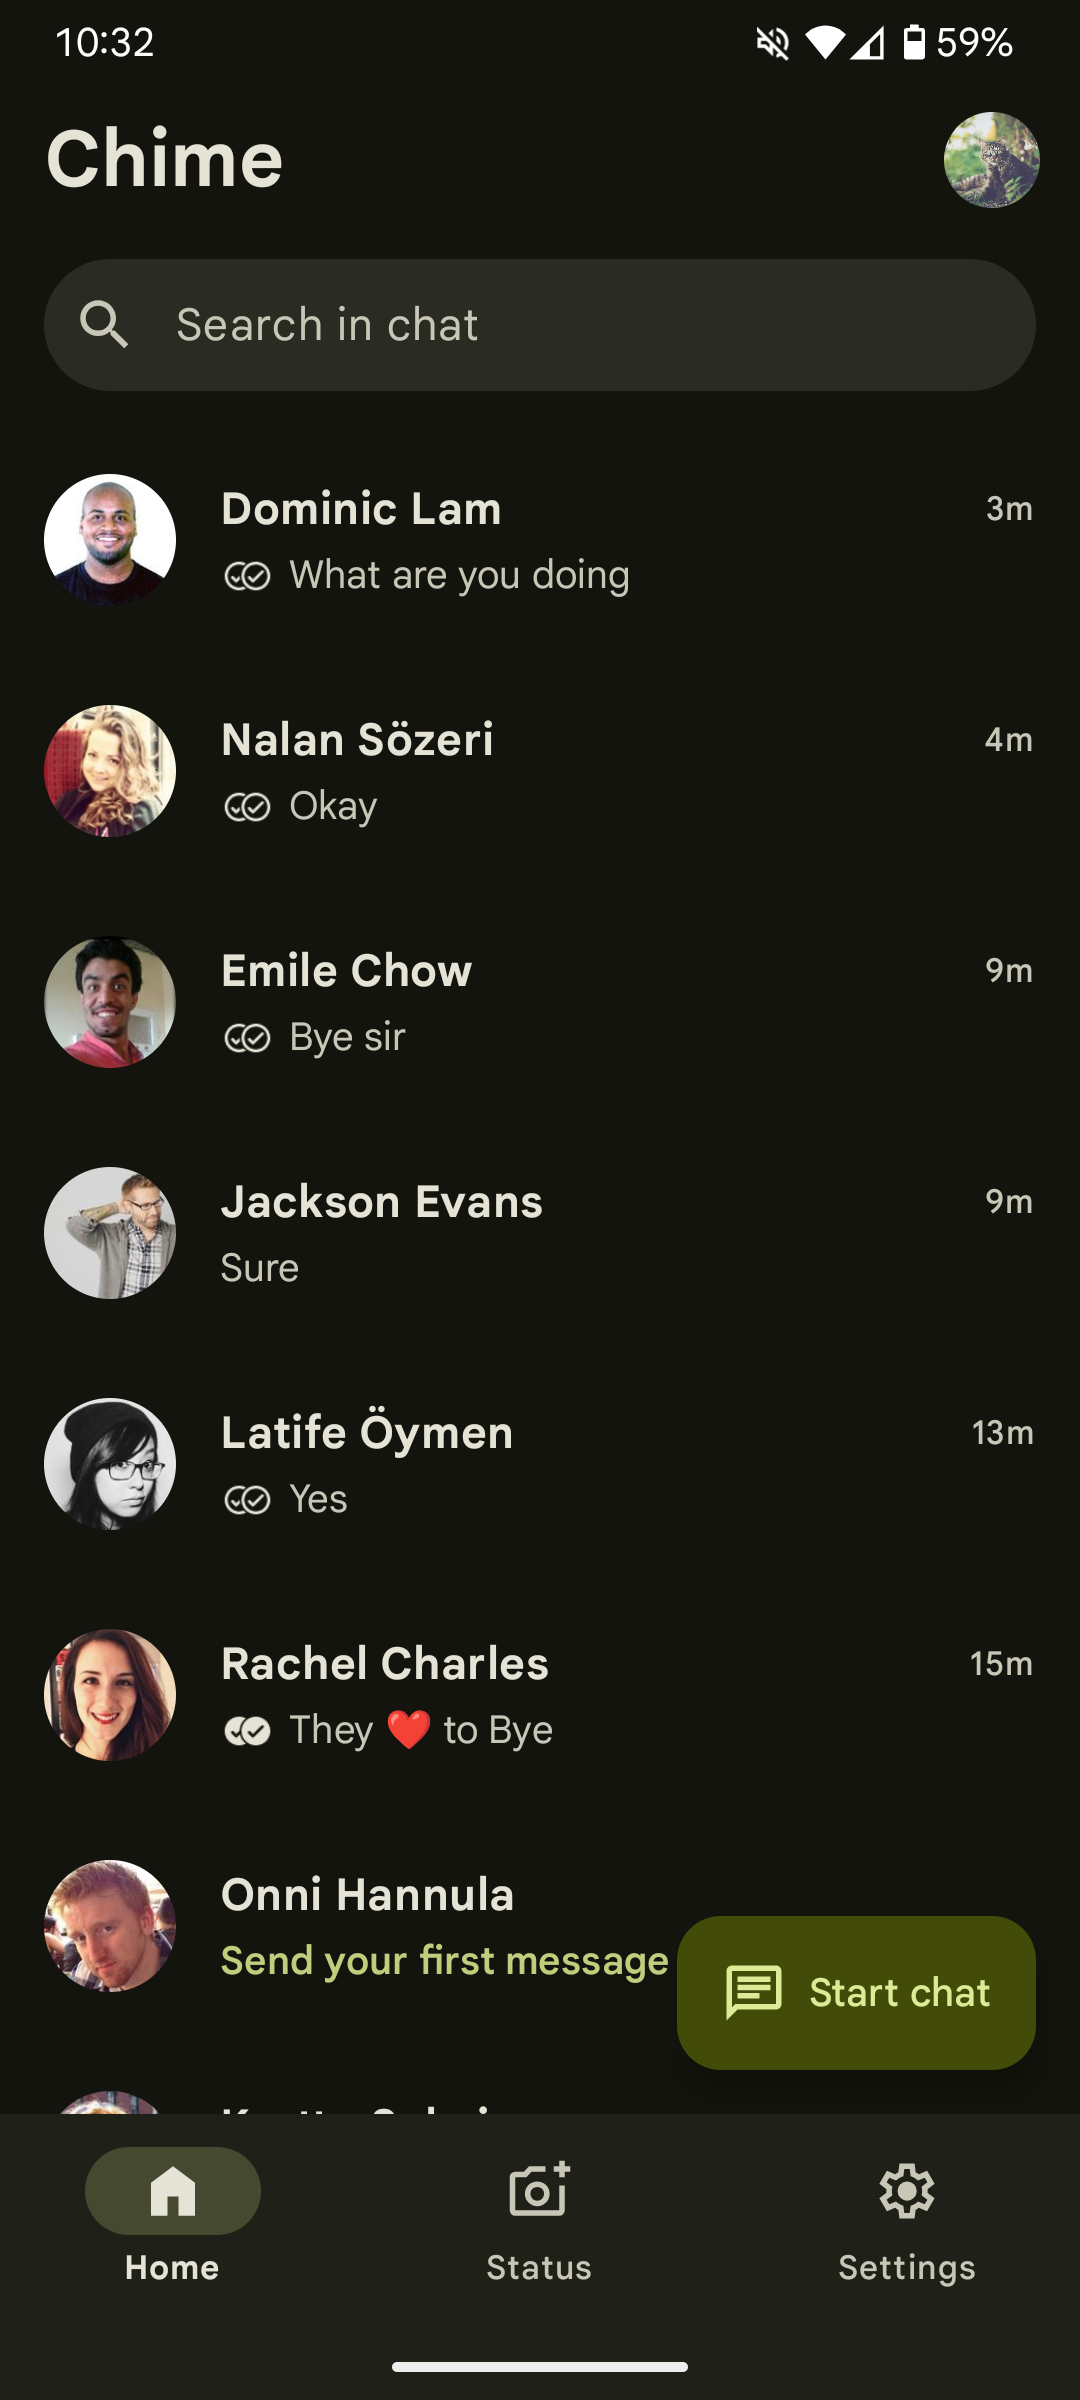 10:32
59%
Chime
Search in chat
Dominic Lam
3m
What are you doing
Nalan Sözeri
4m
Okay
Emile Chow
9m
Bye sir
Jackson Evans
9m
Sure
Latife Öymen
13m
Yes
Rachel Charles
15m
They ❤️ to Bye
Onni Hannula
Send your first message
Start chat
Home
Status
Settings